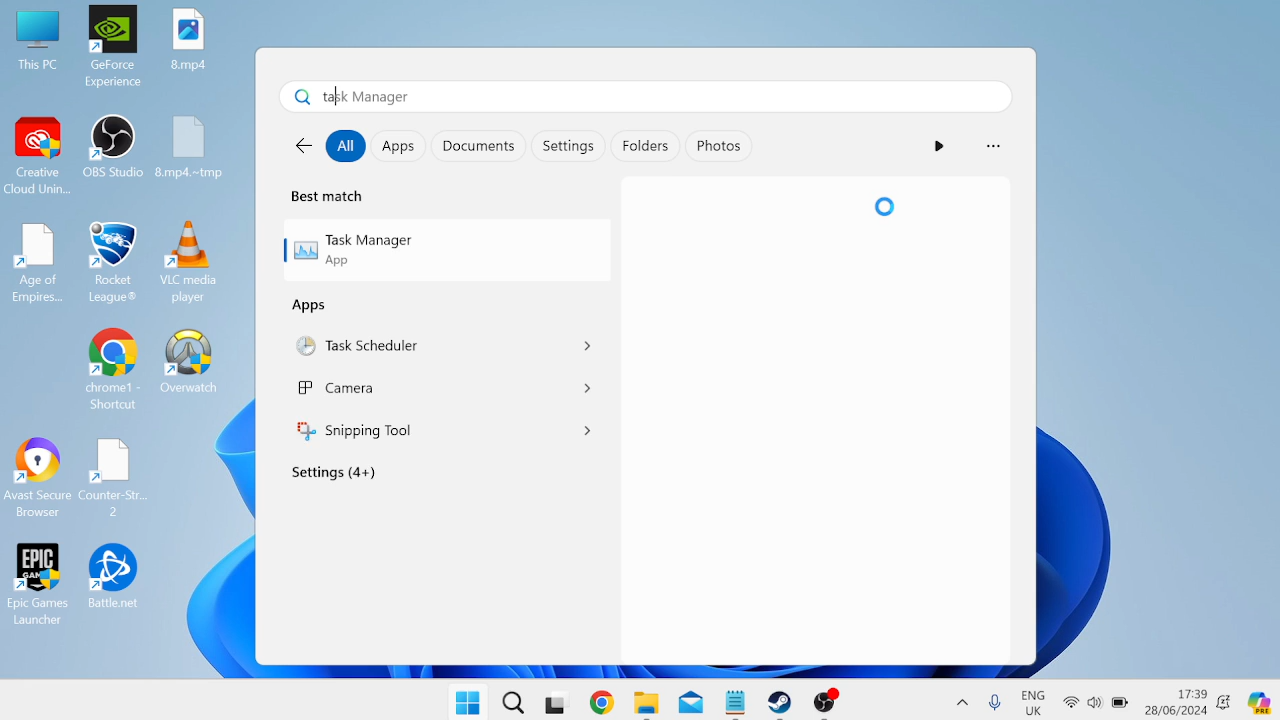 This PC
GeForce
Experience
8.mp4
Creative
Cloud Unin...
OBS Studio
8.mp4.~tmp
Age of
Empires...
Rocket
League®
VLC media
player
chrome1 -
Shortcut
Overwatch
Avast Secure
Browser
Counter-Str...
2
EPIC
GAMES
Epic Games
Launcher
Battle.net
task Manager
All
Apps
Documents
Settings
Folders
Photos
Best match
Task Manager
App
Apps
Task Scheduler
Camera
Snipping Tool
Settings (4+)
ENG
UK
17:39
28/06/2024
PRE